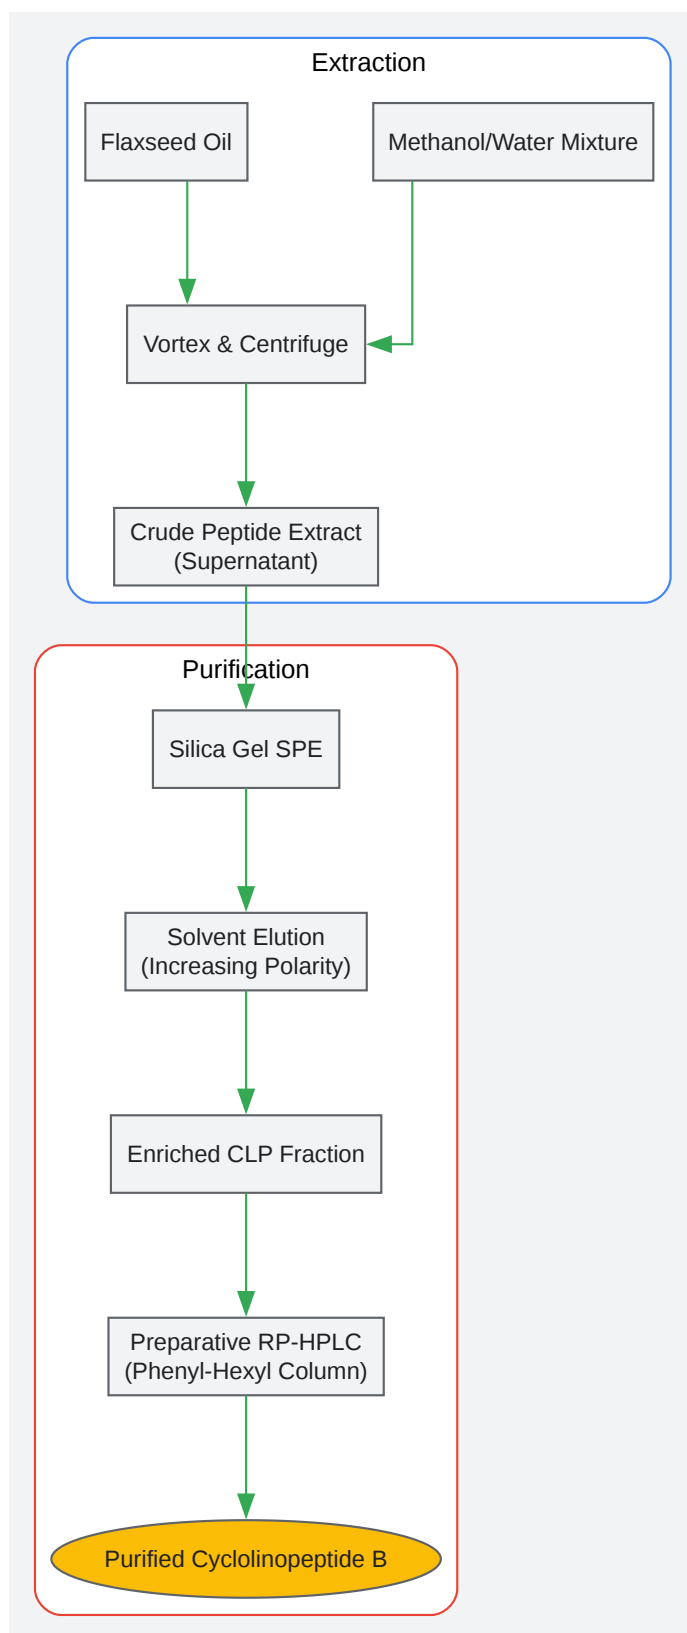 Extraction
Flaxseed Oil
Methanol/Water Mixture
Vortex & Centrifuge
Crude Peptide Extract
(Supernatant)
Purification
Silica Gel SPE
Solvent Elution
(Increasing Polarity)
Enriched CLP Fraction
Preparative RP-HPLC
(Phenyl-Hexyl Column)
Purified Cyclolinopeptide B